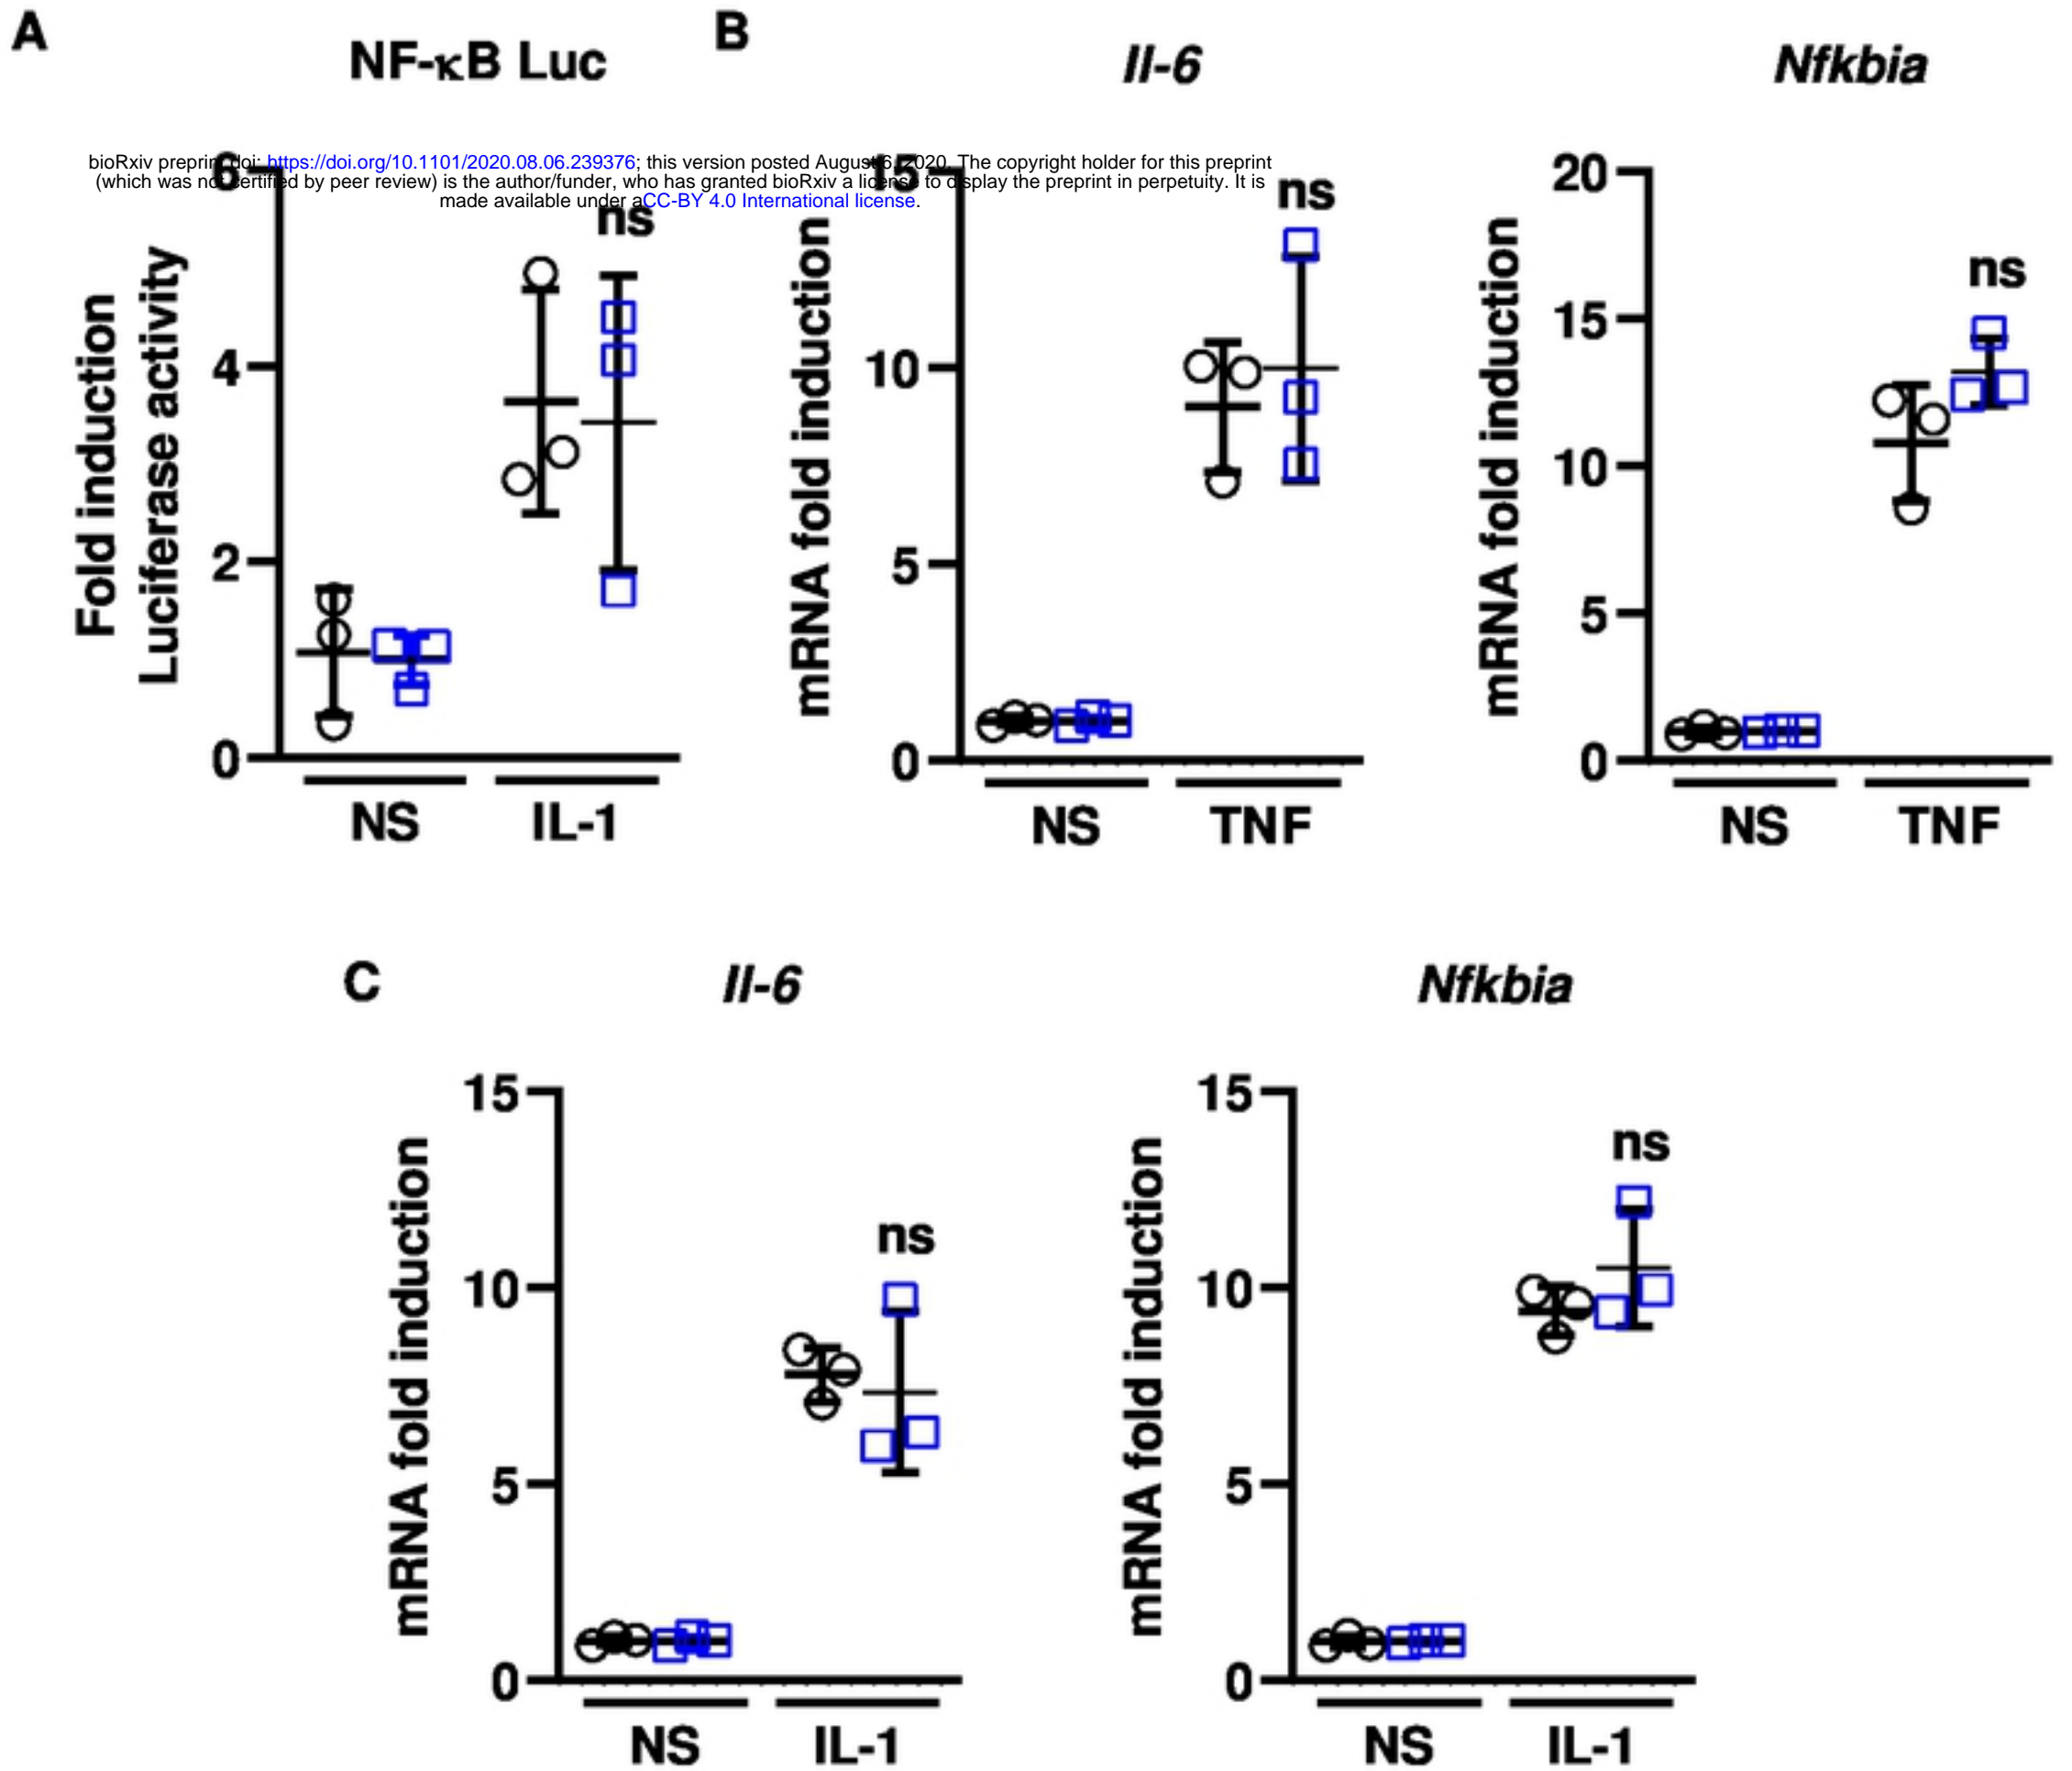 A
NF-κB Luc
B
Il-6
Nfkbia
bioRxiv preprint doi: https://doi.org/10.1101/2020.08.06.239376; this version posted August 6, 2020. The copyright holder for this preprint
(which was not certified by peer review) is the author/funder, who has granted bioRxiv a license to display the preprint in perpetuity. It is
made available under aCC-BY 4.0 International license.
Fold induction
Luciferase activity
6
4
2
0
ns
NS
IL-1
mRNA fold induction
15
10
5
0
ns
NS
TNF
mRNA fold induction
20
15
10
5
0
ns
NS
TNF
C
Il-6
Nfkbia
mRNA fold induction
15
10
5
0
ns
NS
IL-1
mRNA fold induction
15
10
5
0
ns
NS
IL-1